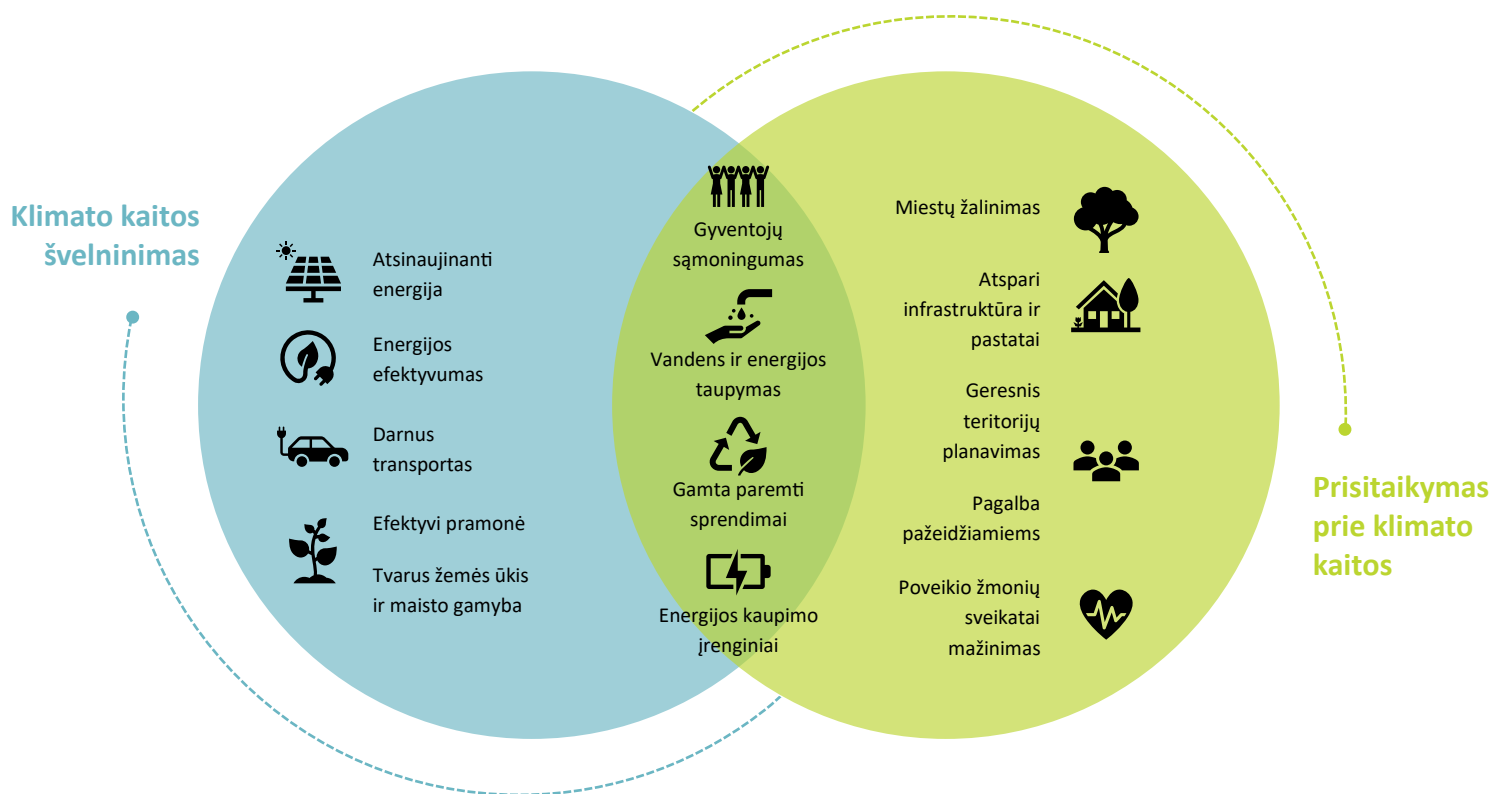 Klimato kaitos
švelninimas
Atsinaujinanti
energija
Energijos
efektyvumas
Darnus
transportas
Efektyvi pramonė
Tvarus žemės ūkis
ir maisto gamyba
Gyventojų
sąmoningumas
Vandens ir energijos
taupymas
Gamta paremti
sprendimai
Energijos kaupimo
įrenginiai
Miestų žalinimas
Atspari
infrastruktūra ir
pastatai
Geresnis
teritorijų
planavimas
Pagalba
pažeidžiamiems
Poveikio žmonių
sveikatai
mažinimas
Prisitaikymas
prie klimato
kaitos